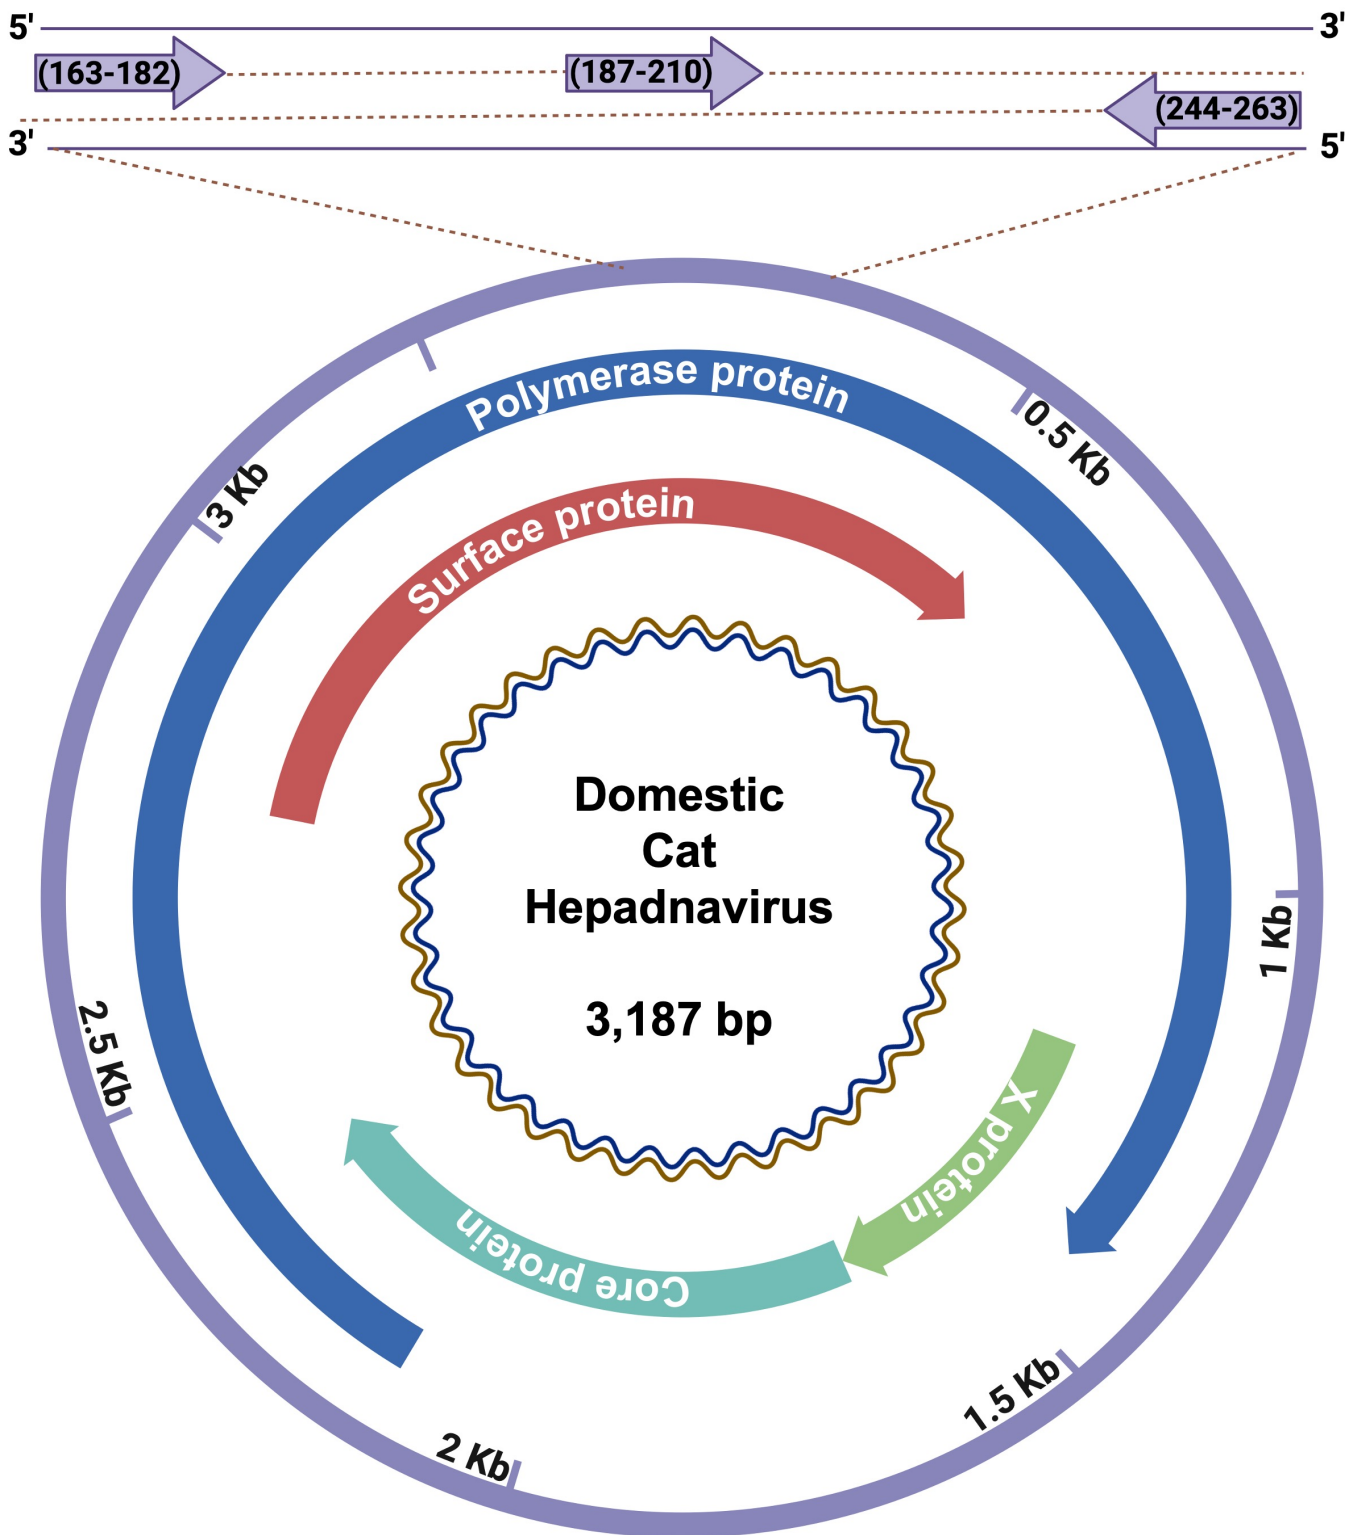 5' 3'
(163-182) (187-210)
(244-263)
3' 5'
Polymerase protein
0.5 Kb
3 Kb
Surface protein
Domestic
Cat
Hepadnavirus
3,187 bp
1 Kb
2.5 Kb
X protein
Core protein
1.5 Kb
2 Kb